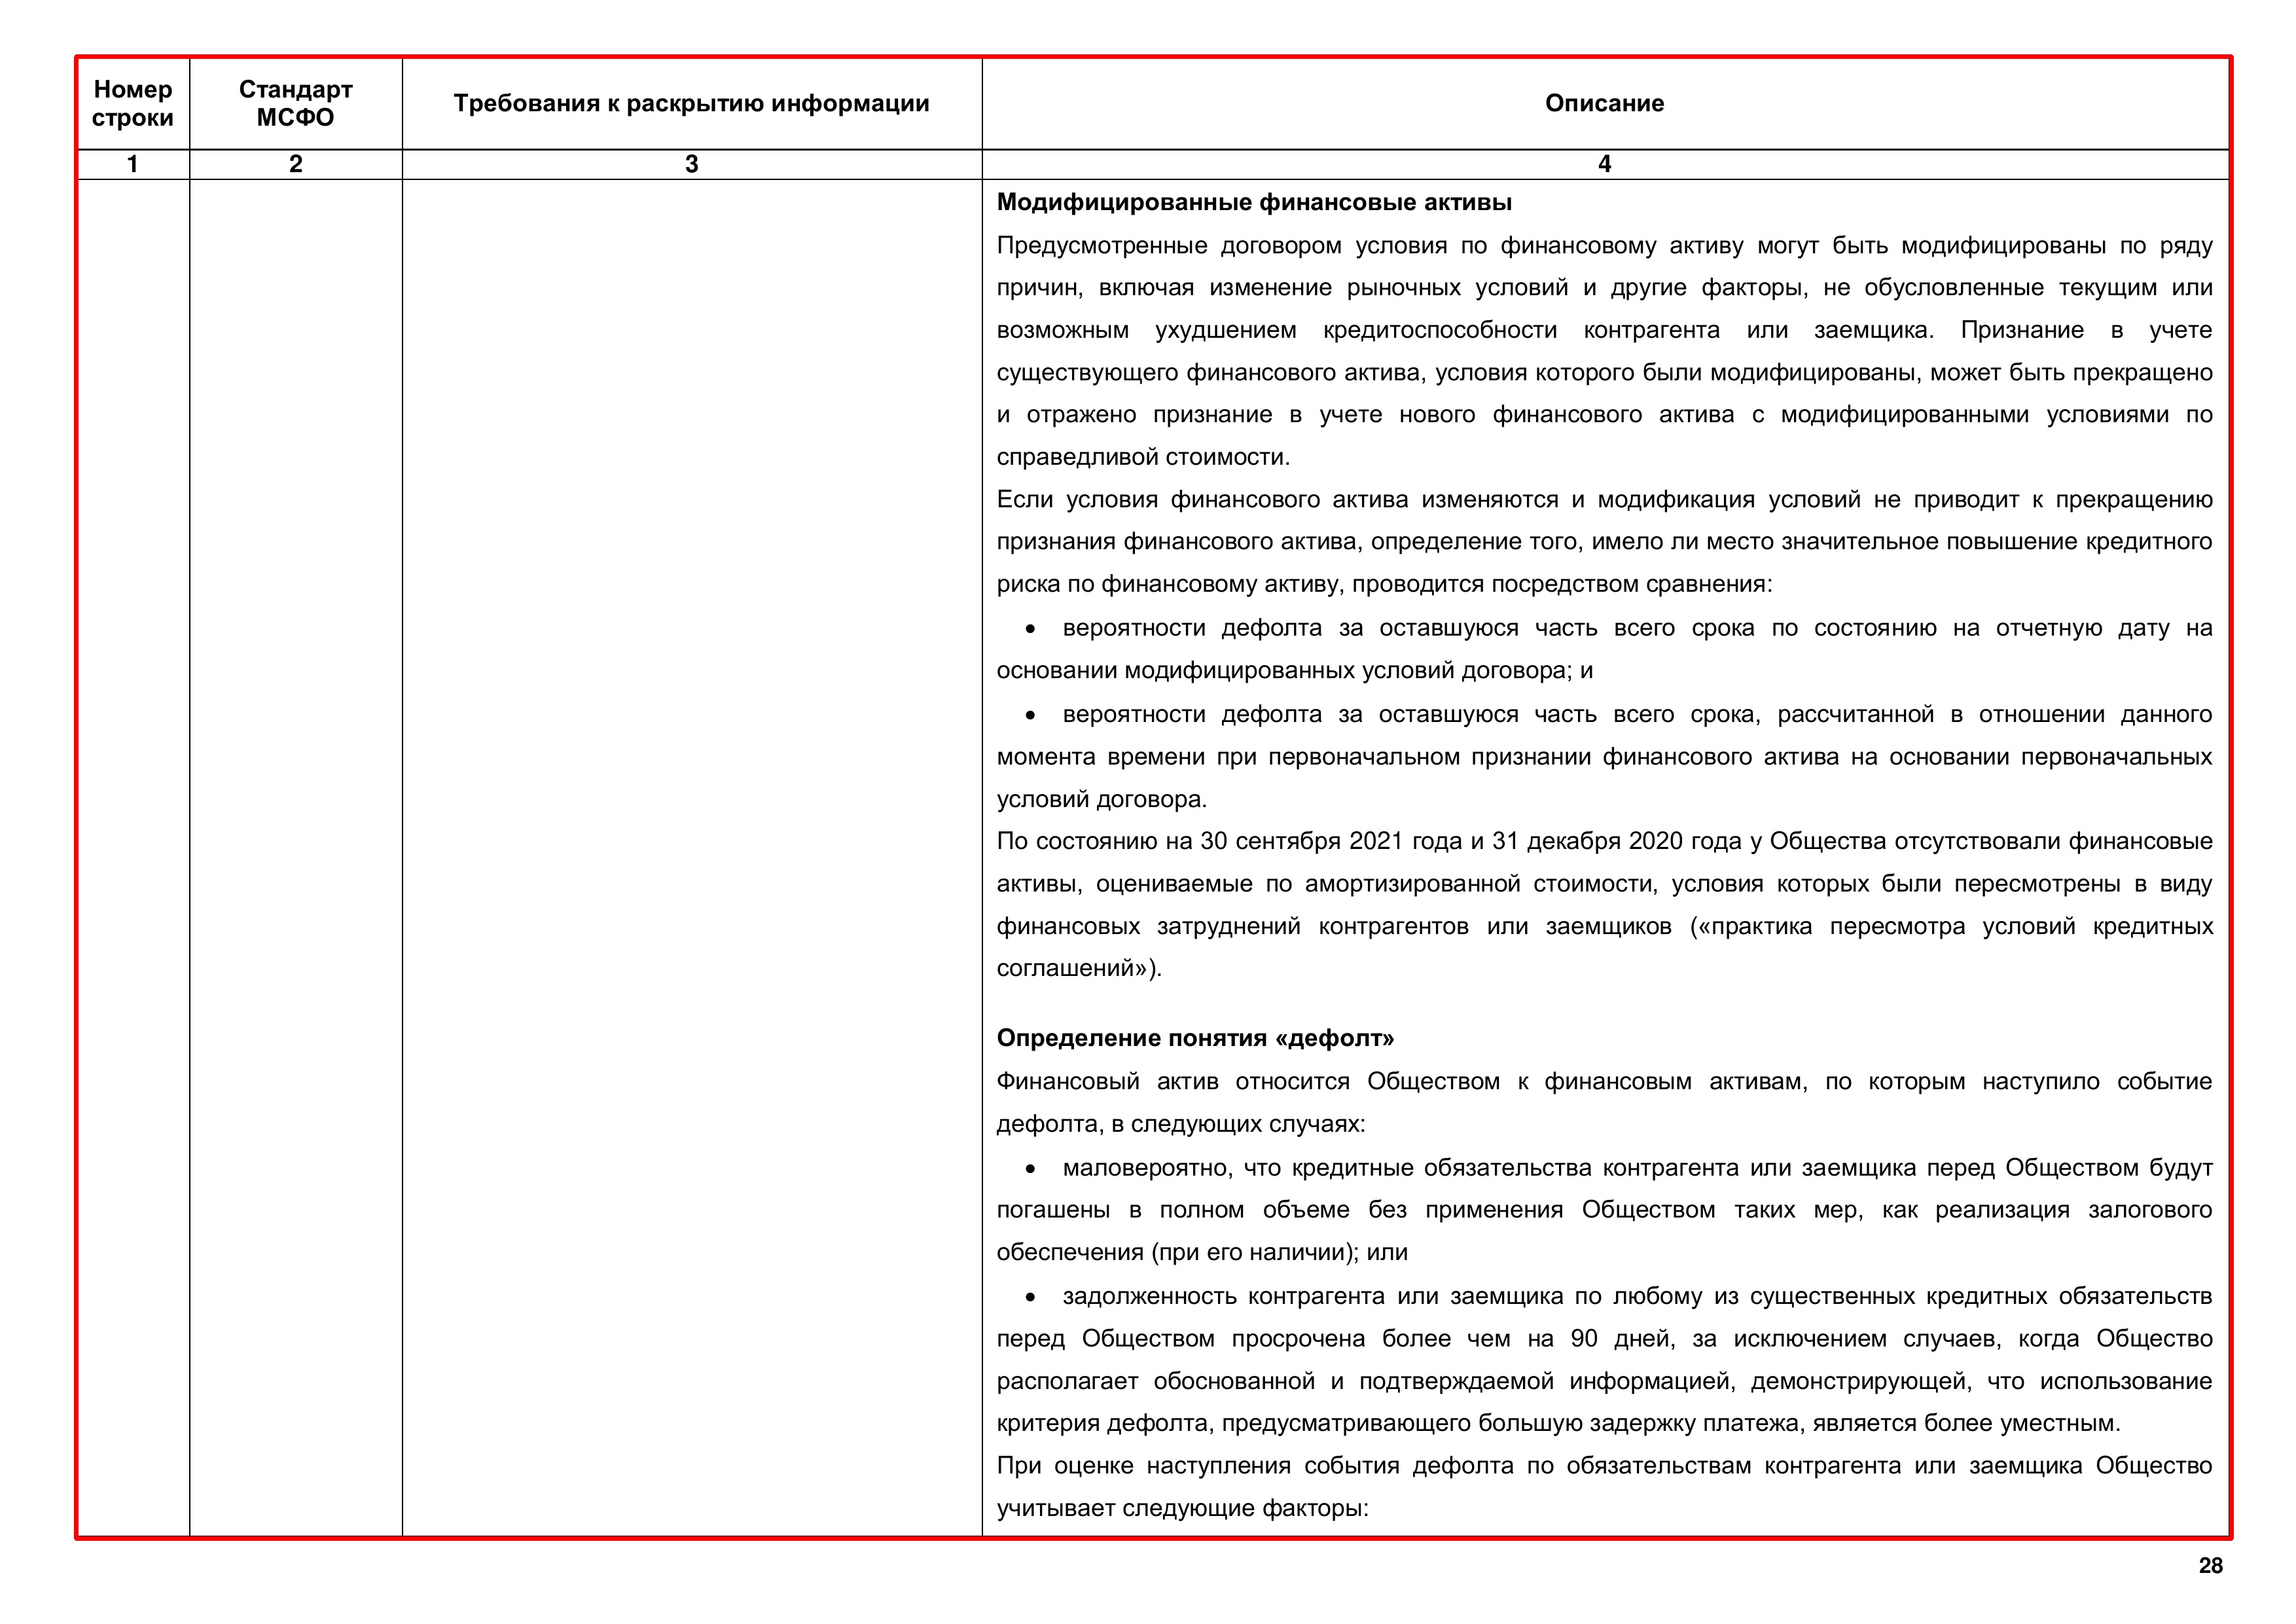 Номер строки
Стандарт МСФО
Требования к раскрытию информации
Описание
1
2
3
4
Модифицированные финансовые активы
Предусмотренные договором условия по финансовому активу могут быть модифицированы по ряду
причин, включая изменение рыночных условий и другие факторы, не обусловленные текущим или
возможным ухудшением кредитоспособности контрагента или заемщика. Признание в учете
существующего финансового актива, условия которого были модифицированы, может быть прекращено
и отражено признание в учете нового финансового актива с модифицированными условиями по
справедливой стоимости.
Если условия финансового актива изменяются и модификация условий не приводит к прекращению
признания финансового актива, определение того, имело ли место значительное повышение кредитного
риска по финансовому активу, проводится посредством сравнения:
• вероятности дефолта за оставшуюся часть всего срока по состоянию на отчетную дату на
основании модифицированных условий договора; и
• вероятности дефолта за оставшуюся часть всего срока, рассчитанной в отношении данного
момента времени при первоначальном признании финансового актива на основании первоначальных
условий договора.
По состоянию на 30 сентября 2021 года и 31 декабря 2020 года у Общества отсутствовали финансовые
активы, оцениваемые по амортизированной стоимости, условия которых были пересмотрены в виду
финансовых затруднений контрагентов или заемщиков («практика пересмотра условий кредитных
соглашений»).
Определение понятия «дефолт»
Финансовый актив относится Обществом к финансовым активам, по которым наступило событие
дефолта, в следующих случаях:
• маловероятно, что кредитные обязательства контрагента или заемщика перед Обществом будут
погашены в полном объеме без применения Обществом таких мер, как реализация залогового
обеспечения (при его наличии); или
• задолженность контрагента или заемщика по любому из существенных кредитных обязательств
перед Обществом просрочена более чем на 90 дней, за исключением случаев, когда Общество
располагает обоснованной и подтверждаемой информацией, демонстрирующей, что использование
критерия дефолта, предусматривающего большую задержку платежа, является более уместным.
При оценке наступления события дефолта по обязательствам контрагента или заемщика Общество
учитывает следующие факторы:
28